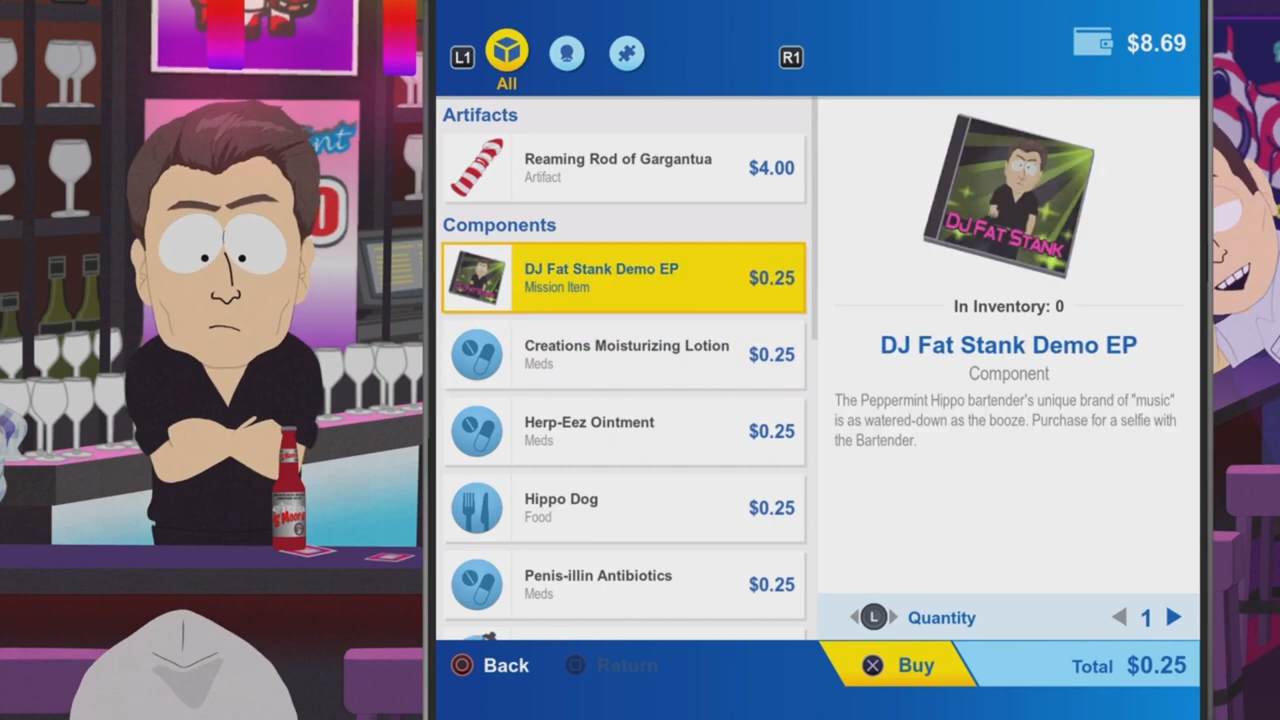 L1
R1
All
$8.69
Artifacts
Reaming Rod of Gargantua
Artifact
$4.00
Components
DJ Fat Stank Demo EP
Mission Item
$0.25
Creations Moisturizing Lotion
Meds
$0.25
Herp-Eez Ointment
Meds
$0.25
Hippo Dog
Food
$0.25
Penis-illin Antibiotics
Meds
$0.25
DJ FAT STANK
In Inventory: 0
DJ Fat Stank Demo EP
Component
The Peppermint Hippo bartender's unique brand of "music"
is as watered-down as the booze. Purchase for a selfie with
the Bartender.
L Quantity 1
Back
Return
Buy
Total $0.25